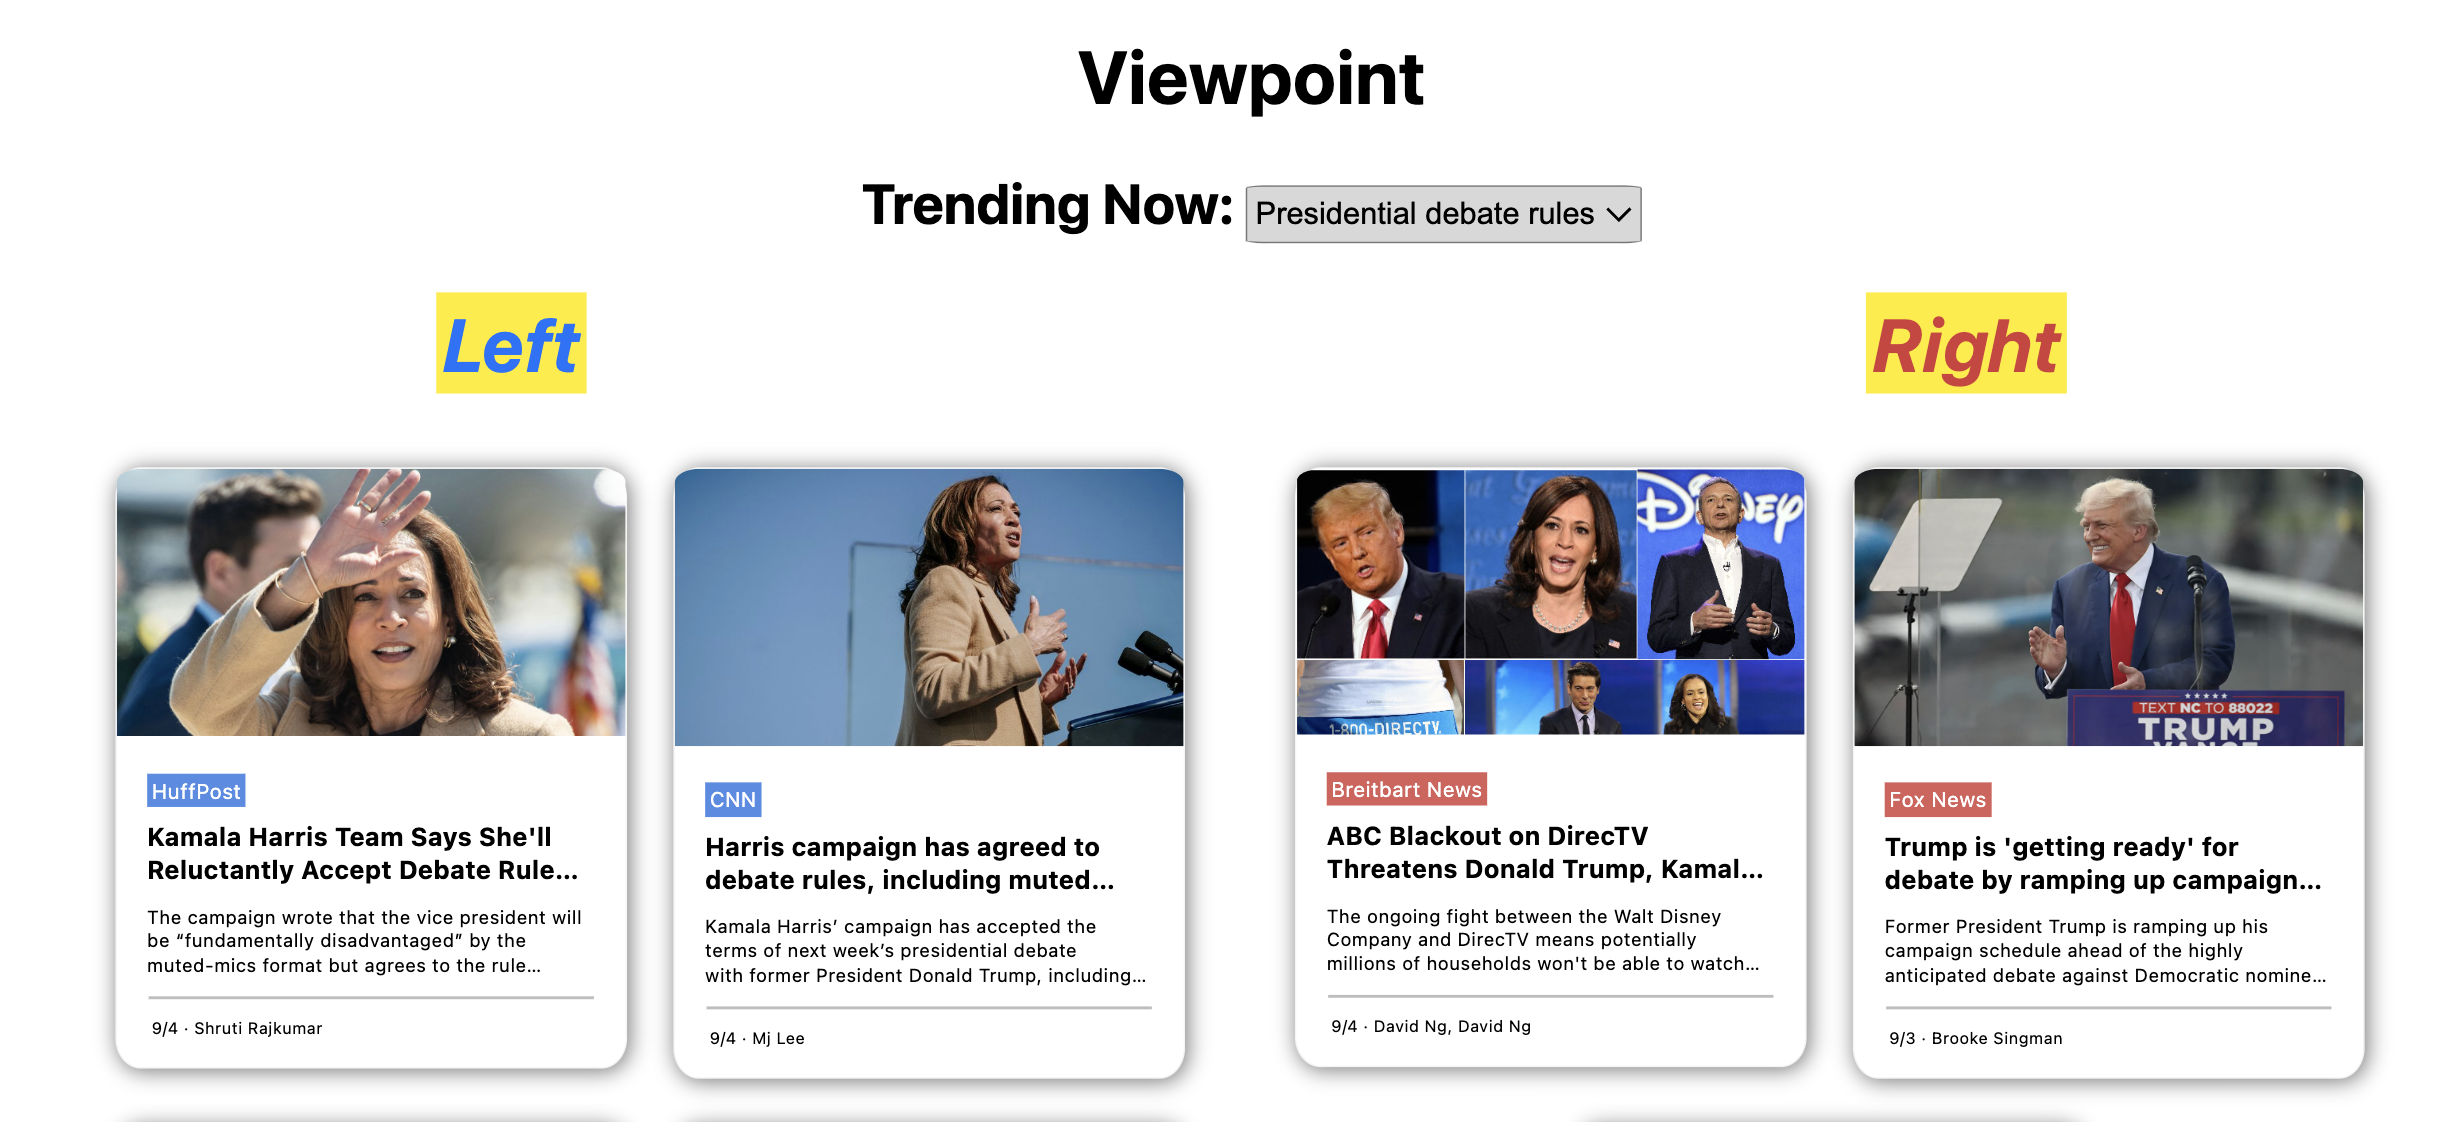 Viewpoint
Trending Now: Presidential debate rules
Left
Right
HuffPost
Kamala Harris Team Says She'll
Reluctantly Accept Debate Rule...
The campaign wrote that the vice president will
be “fundamentally disadvantaged” by the
muted-mics format but agrees to the rule...
9/4 · Shruti Rajkumar
CNN
Harris campaign has agreed to
debate rules, including muted...
Kamala Harris’ campaign has accepted the
terms of next week’s presidential debate
with former President Donald Trump, including...
9/4 · Mj Lee
DISNEY
1-800-DIRECTV
Breitbart News
ABC Blackout on DirecTV
Threatens Donald Trump, Kamal...
The ongoing fight between the Walt Disney
Company and DirecTV means potentially
millions of households won't be able to watch...
9/4 · David Ng, David Ng
TEXT NC TO 88022
TRUMP
VANCE
Fox News
Trump is 'getting ready' for
debate by ramping up campaign...
Former President Trump is ramping up his
campaign schedule ahead of the highly
anticipated debate against Democratic nomine...
9/3 · Brooke Singman